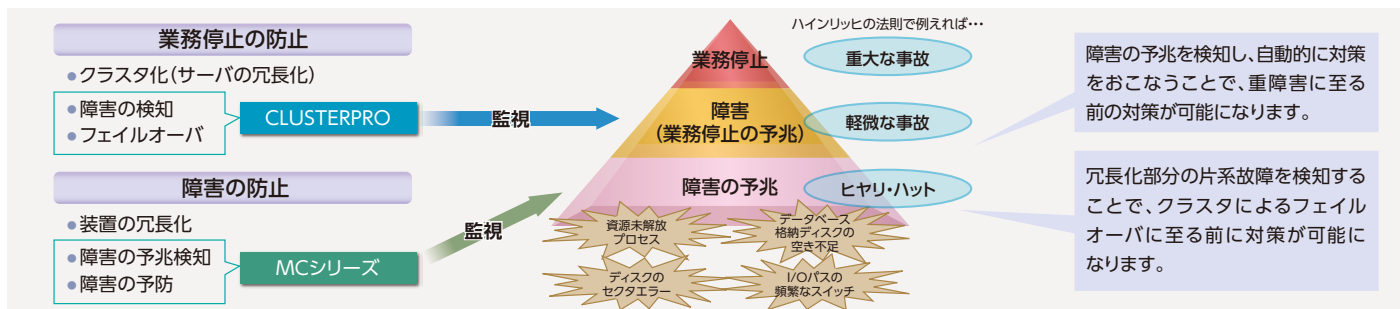 業務停止の防止
●クラスタ化(サーバの冗長化)
●障害の検知
●フェイルオーバ
CLUSTERPRO
監視
障害の防止
●装置の冗長化
●障害の予兆検知
●障害の予防
MCシリーズ
監視
ハインリッヒの法則で例えれば…
業務停止
重大な事故
障害
(業務停止の予兆)
軽微な事故
障害の予兆
ヒヤリ・ハット
資源未解放
プロセス
データベース
格納ディスクの
空き不足
ディスクの
セクタエラー
I/Oパスの
頻繁なスイッチ
障害の予兆を検知し、自動的に対策
をおこなうことで、重障害に至る
前の対策が可能になります。
冗長化部分の片系故障を検知する
ことで、クラスタによるフェイル
オーバに至る前に対策が可能に
なります。